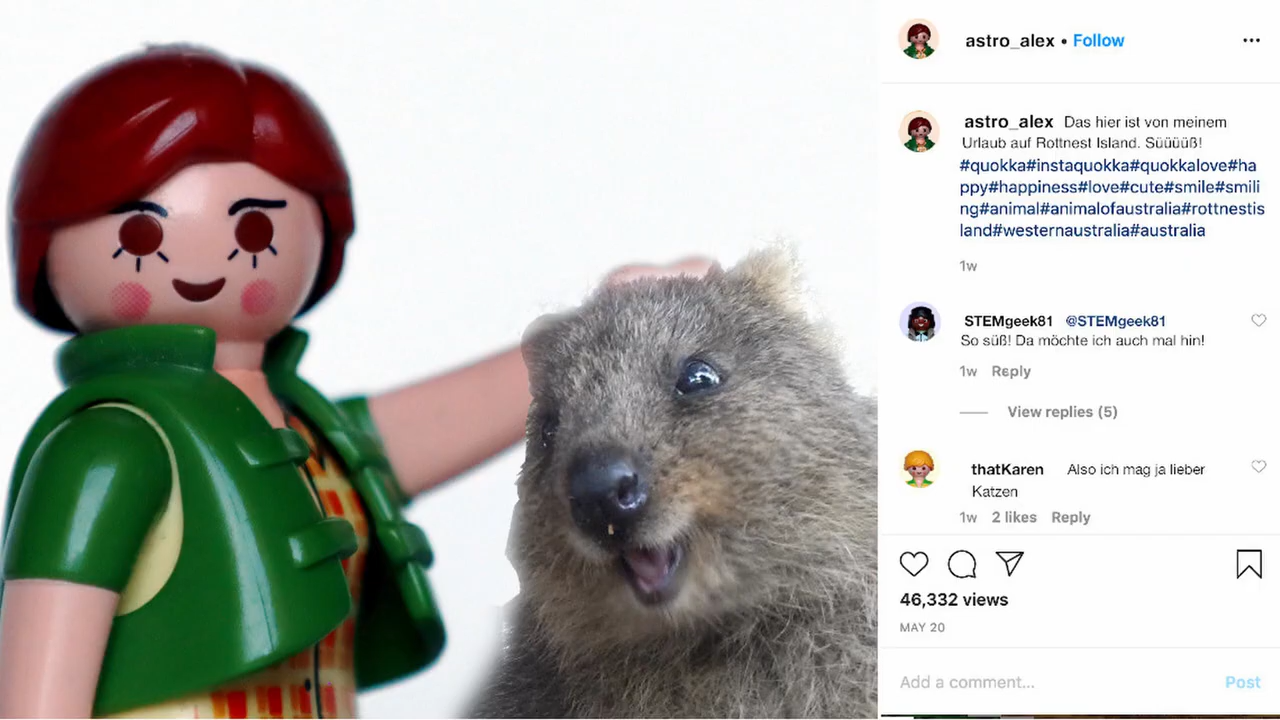 astro_alex • Follow
astro_alex Das hier ist von meinem
Urlaub auf Rottnest Island. Süüüüß!
#quokka#instaquokka#quokkalove#ha
ppy#happiness#love#cute#smile#smili
ng#animal#animalofaustralia#rottnestis
land#westernaustralia#australia
1w
STEMgeek81 @STEMgeek81
So süß! Da möchte ich auch mal hin!
1w Reply
View replies (5)
thatKaren Also ich mag ja lieber
Katzen
1w 2 likes Reply
46,332 views
MAY 20
Add a comment... Post